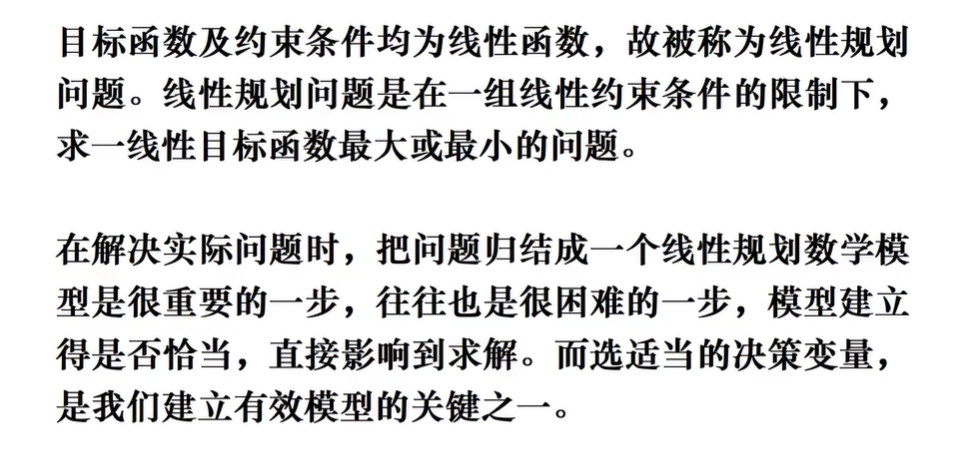 目标函数及约束条件均为线性函数，故被称为线性规划
问题。线性规划问题是在一组线性约束条件的限制下，
求一线性目标函数最大或最小的问题。
在解决实际问题时，把问题归结成一个线性规划数学模
型是很重要的一步，往往也是很困难的一步，模型建立
得是否恰当，直接影响到求解。而选适当的决策变量，
是我们建立有效模型的关键之一。